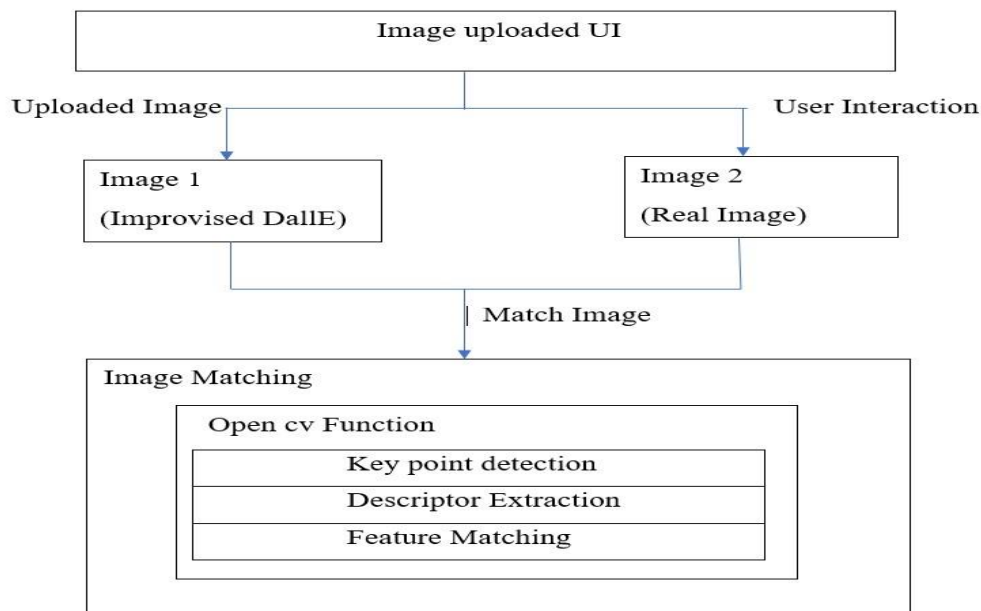 Image uploaded UI
Uploaded Image
User Interaction
Image 1
(Improvised DallE)
Image 2
(Real Image)
| Match Image
Image Matching
Open cv Function
Key point detection
Descriptor Extraction
Feature Matching